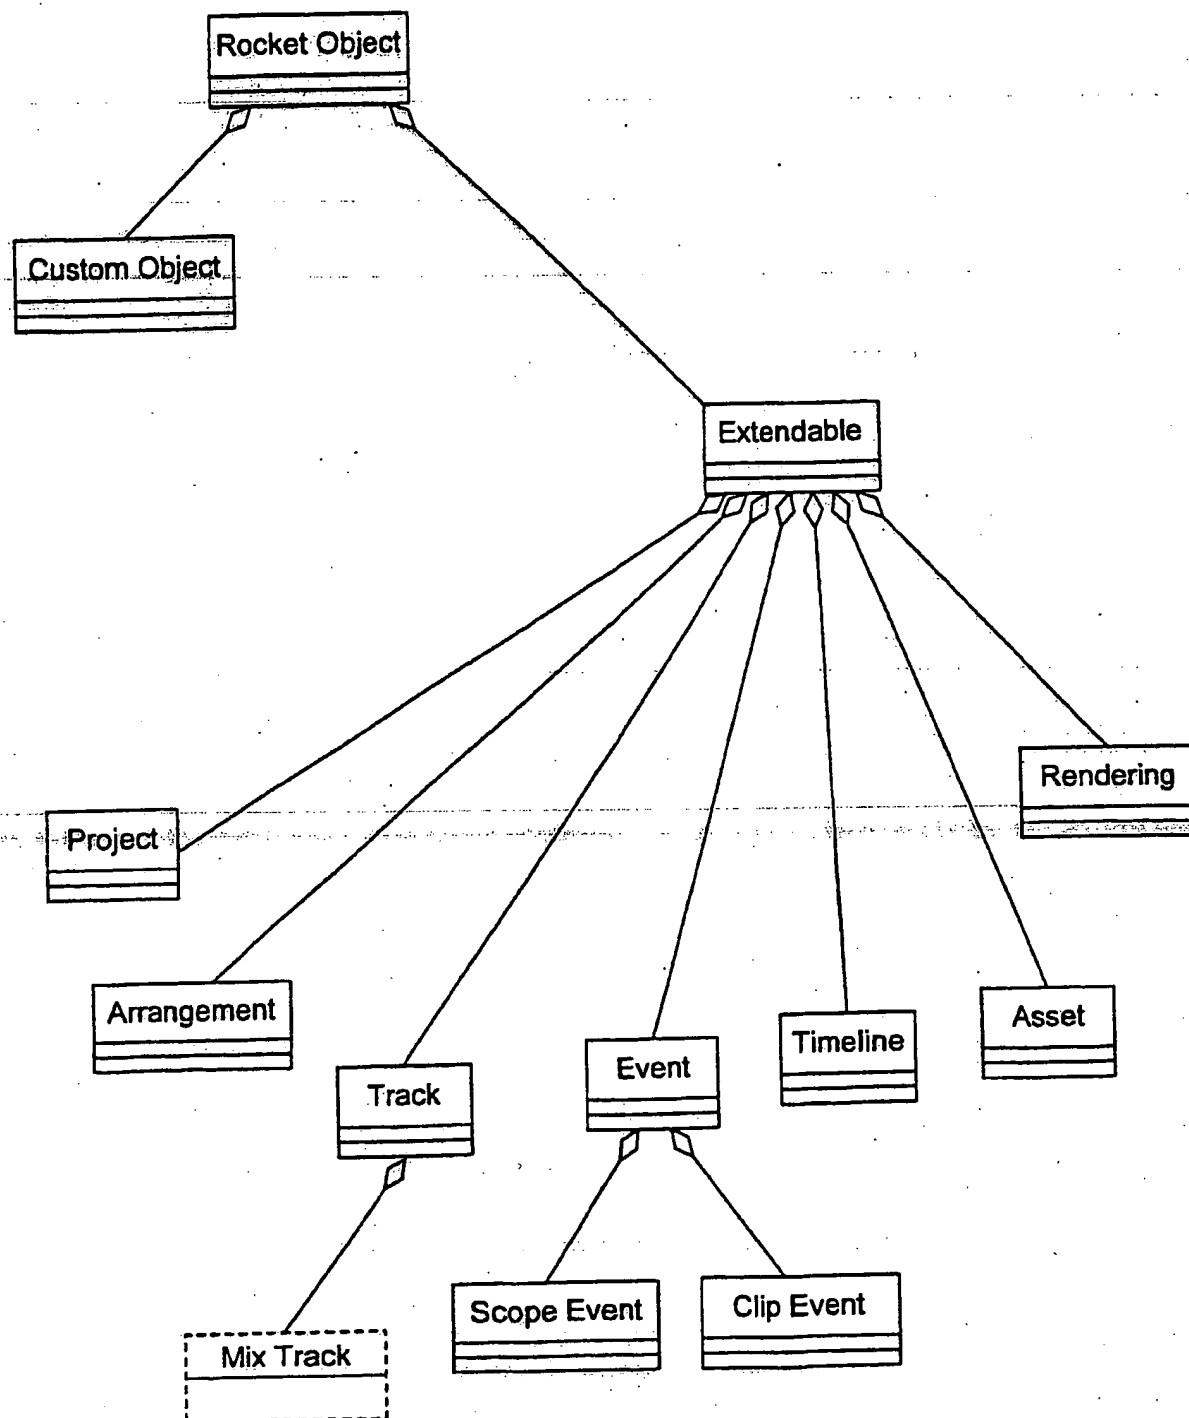 Rocket Object
Custom Object
Extendable
Rendering
Project
Arrangement
Asset
Timeline
Event
Track
Scope Event
Clip Event
Mix Track